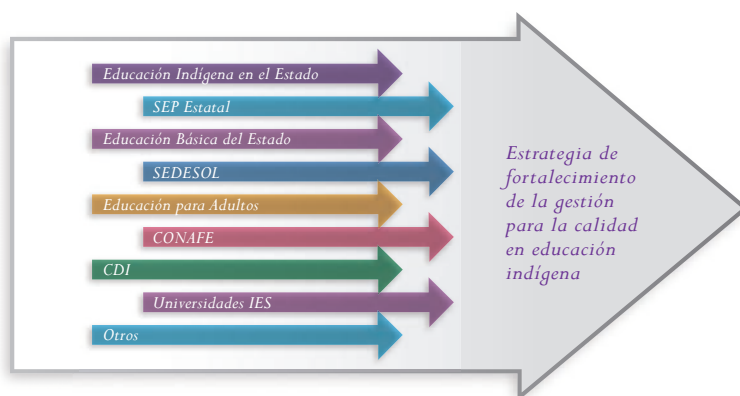 Educación Indígena en el Estado
SEP Estatal
Educación Básica del Estado
SEDESOL
Educación para Adultos
CONAFE
CDI
Universidades IES
Otros
Estrategia de
fortalecimiento
de la gestión
para la calidad
en educación
indígena